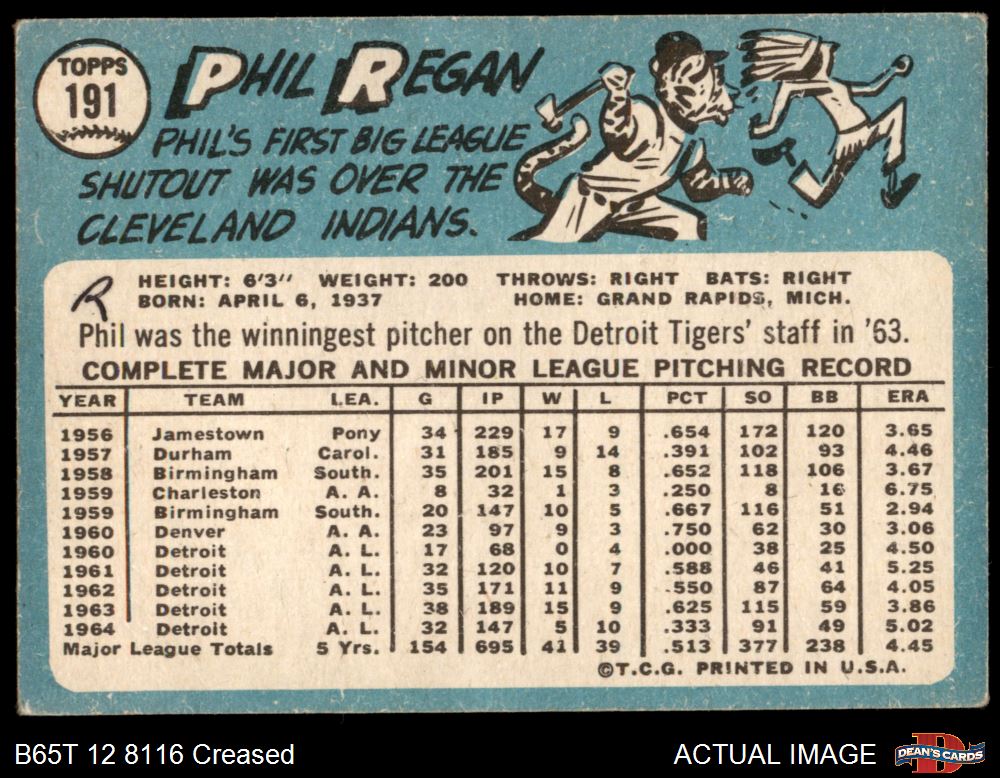 TOPPS
191
PHIL REGAN
PHIL'S FIRST BIG LEAGUE
SHUTOUT WAS OVER THE
CLEVELAND INDIANS.
R
HEIGHT: 6'3" WEIGHT: 200 THROWS: RIGHT BATS: RIGHT
BORN: APRIL 6, 1937 HOME: GRAND RAPIDS, MICH.
Phil was the winningest pitcher on the Detroit Tigers' staff in '63.
COMPLETE MAJOR AND MINOR LEAGUE PITCHING RECORD
YEAR TEAM LEA. G IP W L PCT SO BB ERA
1956 Jamestown Pony 34 229 17 9 .654 172 120 3.65
1957 Durham Carol. 31 185 9 14 .391 102 93 4.46
1958 Birmingham South. 35 201 15 8 .652 118 106 3.67
1959 Charleston A. A. 8 32 1 3 .250 8 16 6.75
1959 Birmingham South. 20 147 10 5 .667 116 51 2.94
1960 Denver A. A. 23 97 9 3 .750 62 30 3.06
1960 Detroit A. L. 17 68 0 4 .000 38 25 4.50
1961 Detroit A. L. 32 120 10 7 .588 46 41 5.25
1962 Detroit A. L. 35 171 11 9 .550 87 64 4.05
1963 Detroit A. L. 38 189 15 9 .625 115 59 3.86
1964 Detroit A. L. 32 147 5 10 .333 91 49 5.02
Major League Totals 5 Yrs. 154 695 41 39 .513 377 238 4.45
©T.C.G. PRINTED IN U.S.A.
B65T 12 8116 Creased
ACTUAL IMAGE
DEAN'S CARDS